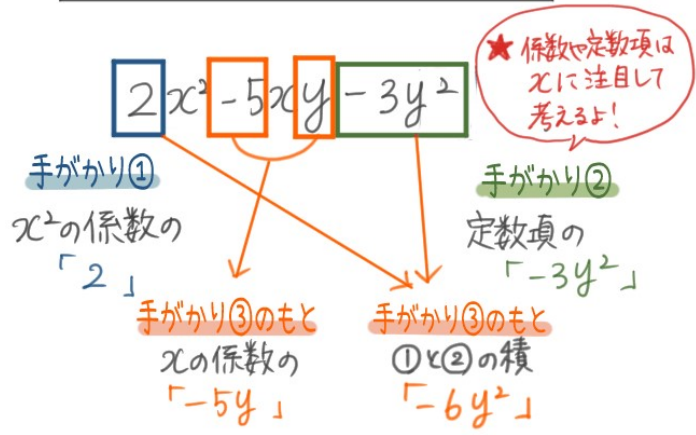 2x²-5xy-3y²
★係数や定数項は
xに注目して
考えるよ!
手がかり①
x²の係数の
「2」
手がかり②
定数項の
「-3y²」
手がかり③のもと
xの係数の
「-5y」
手がかり③のもと
①と②の積
「-6y²」